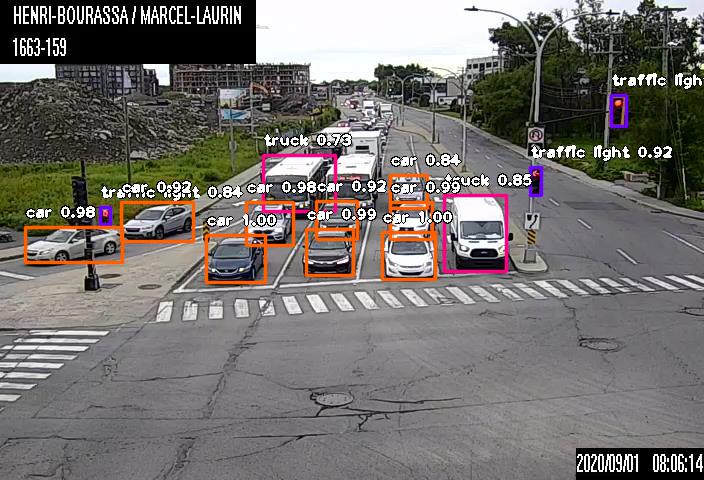 HENRI-BOURASSA / MARCEL-LAURIN
1663-159
traffic ligh
truck 0.73
traffic light 0.92
car 0.84
car 0.92
car 0.98
car 0.92
car 0.99
truck 0.85
traffic light 0.84
car 0.98
car 1.00
car 0.99
car 1.00
2020/09/01 08:06:14